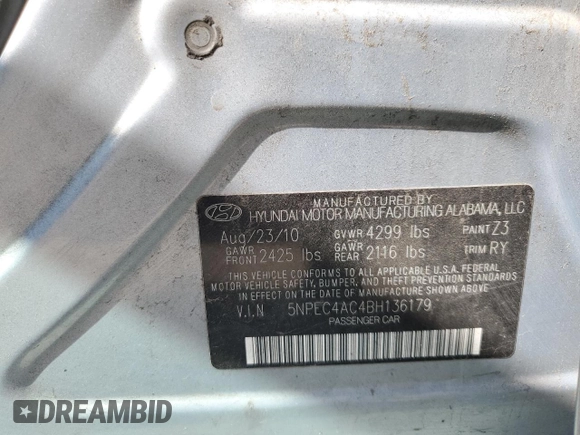 MANUFACTURED BY
HYUNDAI MOTOR MANUFACTURING ALABAMA, LLC
Aug/23/10 GVWR 4299 lbs PAINT Z3
GAWR FRONT 2425 lbs GAWR REAR 2116 lbs TRIM RY
THIS VEHICLE CONFORMS TO ALL APPLICABLE U.S.A. FEDERAL
MOTOR VEHICLE SAFETY, BUMPER, AND THEFT PREVENTION STANDARDS
IN EFFECT ON THE DATE OF MANUFACTURE SHOWN ABOVE.
V.I.N 5NPEC4AC4BH136179
PASSENGER CAR
DREAMBID